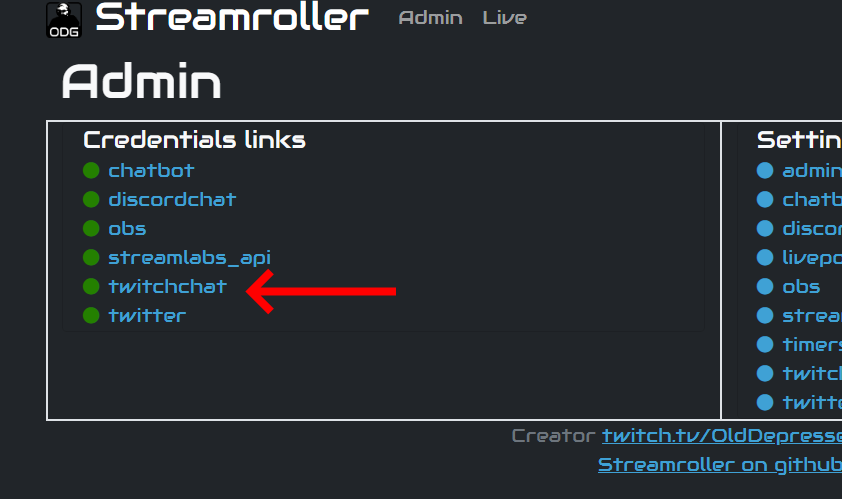 ODG
Streamroller
Admin
Live
Admin
Credentials links
chatbot
discordchat
obs
streamlabs_api
twitchchat
twitter
Settin
admin
chatb
discor
livepo
obs
strea
timers
twitch
twitte
Creator twitch.tv/OldDepresse
Streamroller on github